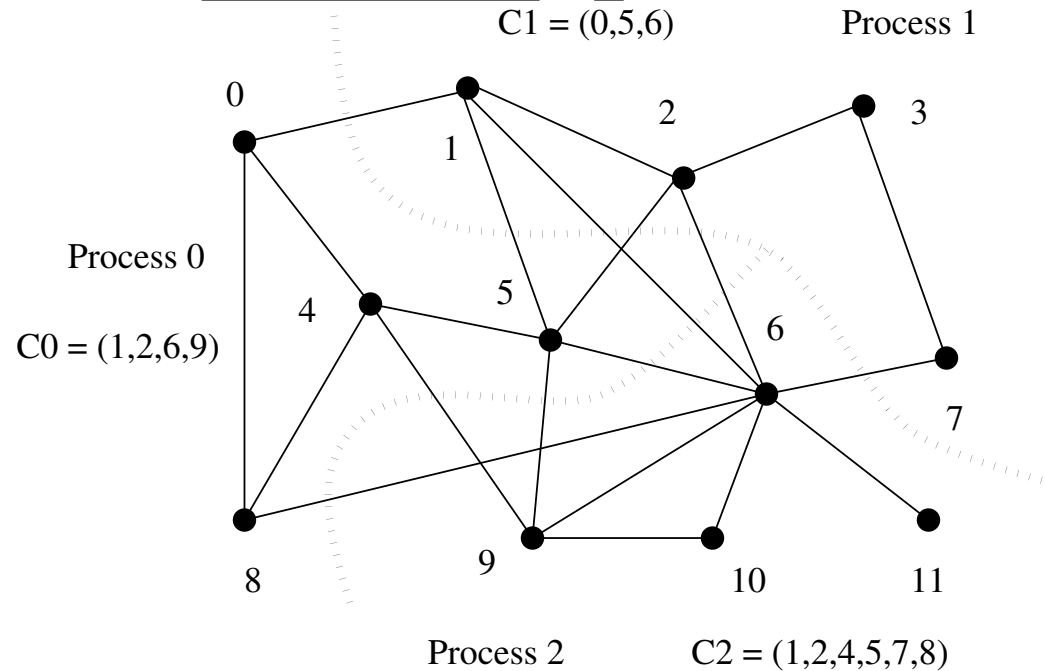 C1 = (0,5,6)
Process 1
0
2
3
1
Process 0
5
4
6
C0 = (1,2,6,9)
7
9
8
10
11
Process 2
C2 = (1,2,4,5,7,8)